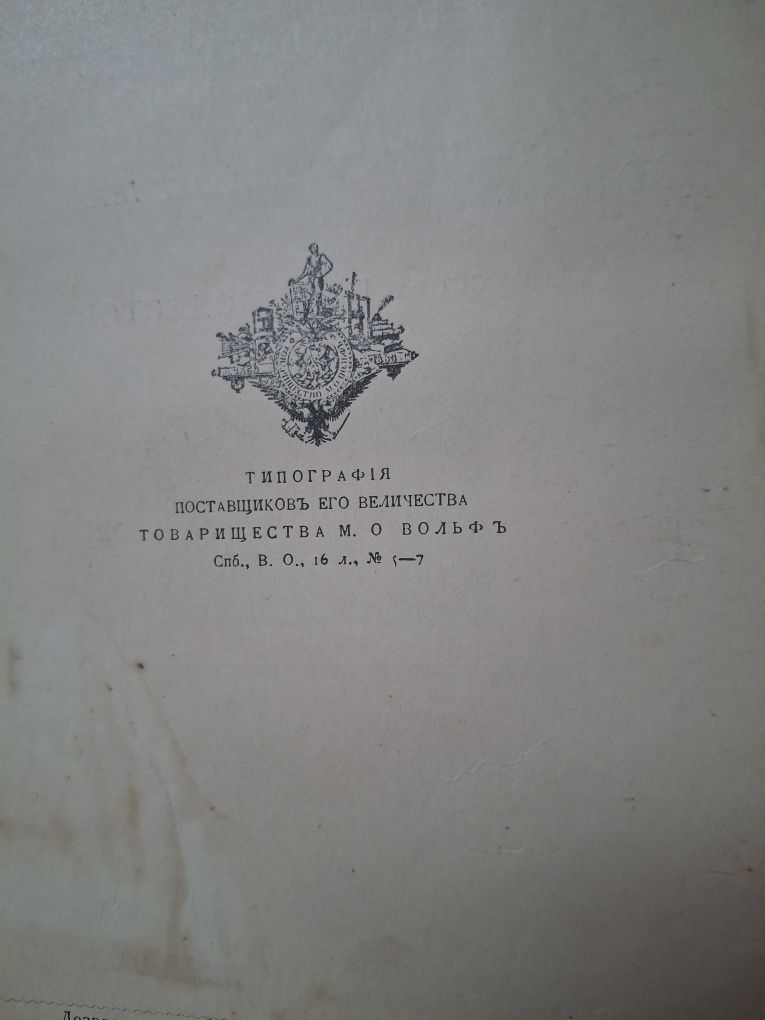 ТИПОГРАФІЯ
ПОСТАВЩИКОВЪ ЕГО ВЕЛИЧЕСТВА
ТОВАРИЩЕСТВА М. О ВОЛЬФЪ
Спб., В. О., 16 л., № 5—7